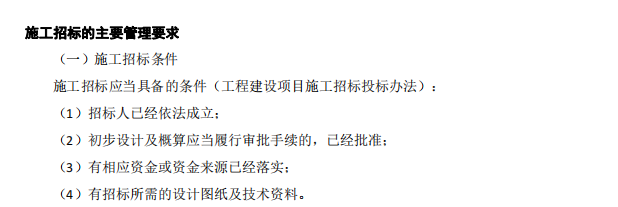 施工招标的主要管理要求
（一）施工招标条件
施工招标应当具备的条件（工程建设项目施工招标投标办法）：
（1）招标人已经依法成立；
（2）初步设计及概算应当履行审批手续的，已经批准；
（3）有相应资金或资金来源已经落实；
（4）有招标所需的设计图纸及技术资料。